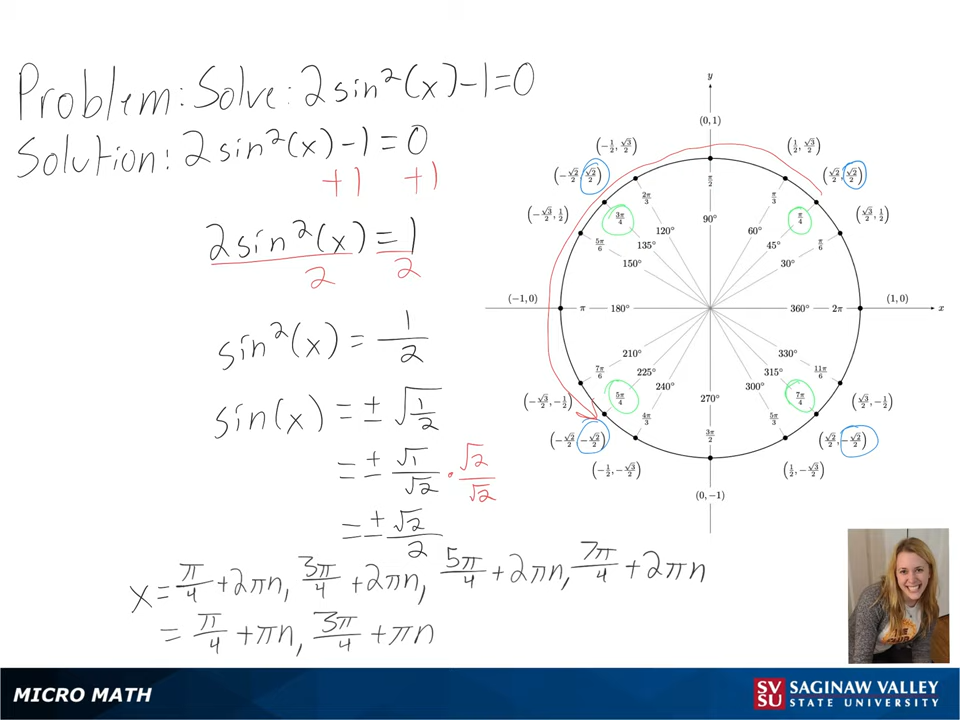 Problem: Solve: 2sin²(x)-1=0
Solution: 2sin²(x)-1=0
+1 +1
2sin²(x)=1
2 2
sin²(x) = 1/2
sin(x) = ± √1/2
= ± √1/√2 · √2/√2
= ± √2/2
x = π/4 + 2πn, 3π/4 + 2πn, 5π/4 + 2πn, 7π/4 + 2πn
= π/4 + πn, 3π/4 + πn
y
(0, 1)
(-1/2, √3/2) (1/2, √3/2)
(-√2/2, √2/2) (√2/2, √2/2)
(-√3/2, 1/2) (√3/2, 1/2)
π/2
2π/3 π/3
3π/4 π/4
5π/6 π/6
90°
120° 60°
135° 45°
150° 30°
(-1, 0) π 180° 360° 2π (1, 0) x
210° 330°
225° 315°
240° 300°
270°
7π/6 11π/6
5π/4 7π/4
4π/3 5π/3
3π/2
(-√3/2, -1/2) (√3/2, -1/2)
(-√2/2, -√2/2) (√2/2, -√2/2)
(-1/2, -√3/2) (1/2, -√3/2)
(0, -1)
MICRO MATH
SV SU SAGINAW VALLEY
STATE UNIVERSITY